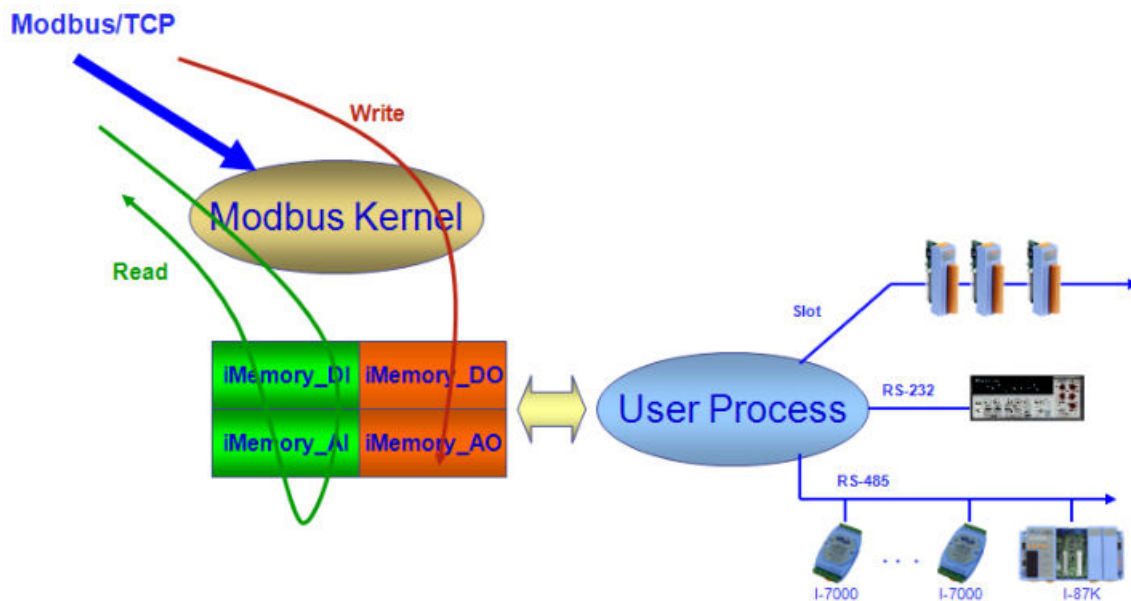 Modbus/TCP
Write
Modbus Kernel
Read
Slot
iMemory_DI
iMemory_DO
RS-232
User Process
iMemory_AI
iMemory_AO
RS-485
. . .
I-7000
I-7000
I-87K